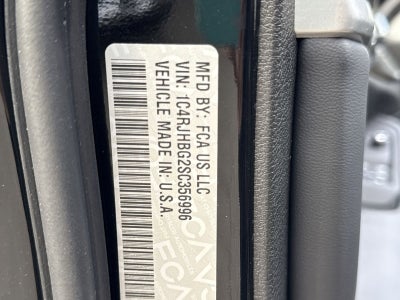 MFD BY: FCA US LLC
VIN: 1C4RJHBG2SC356996
VEHICLE MADE IN: U.S.A.